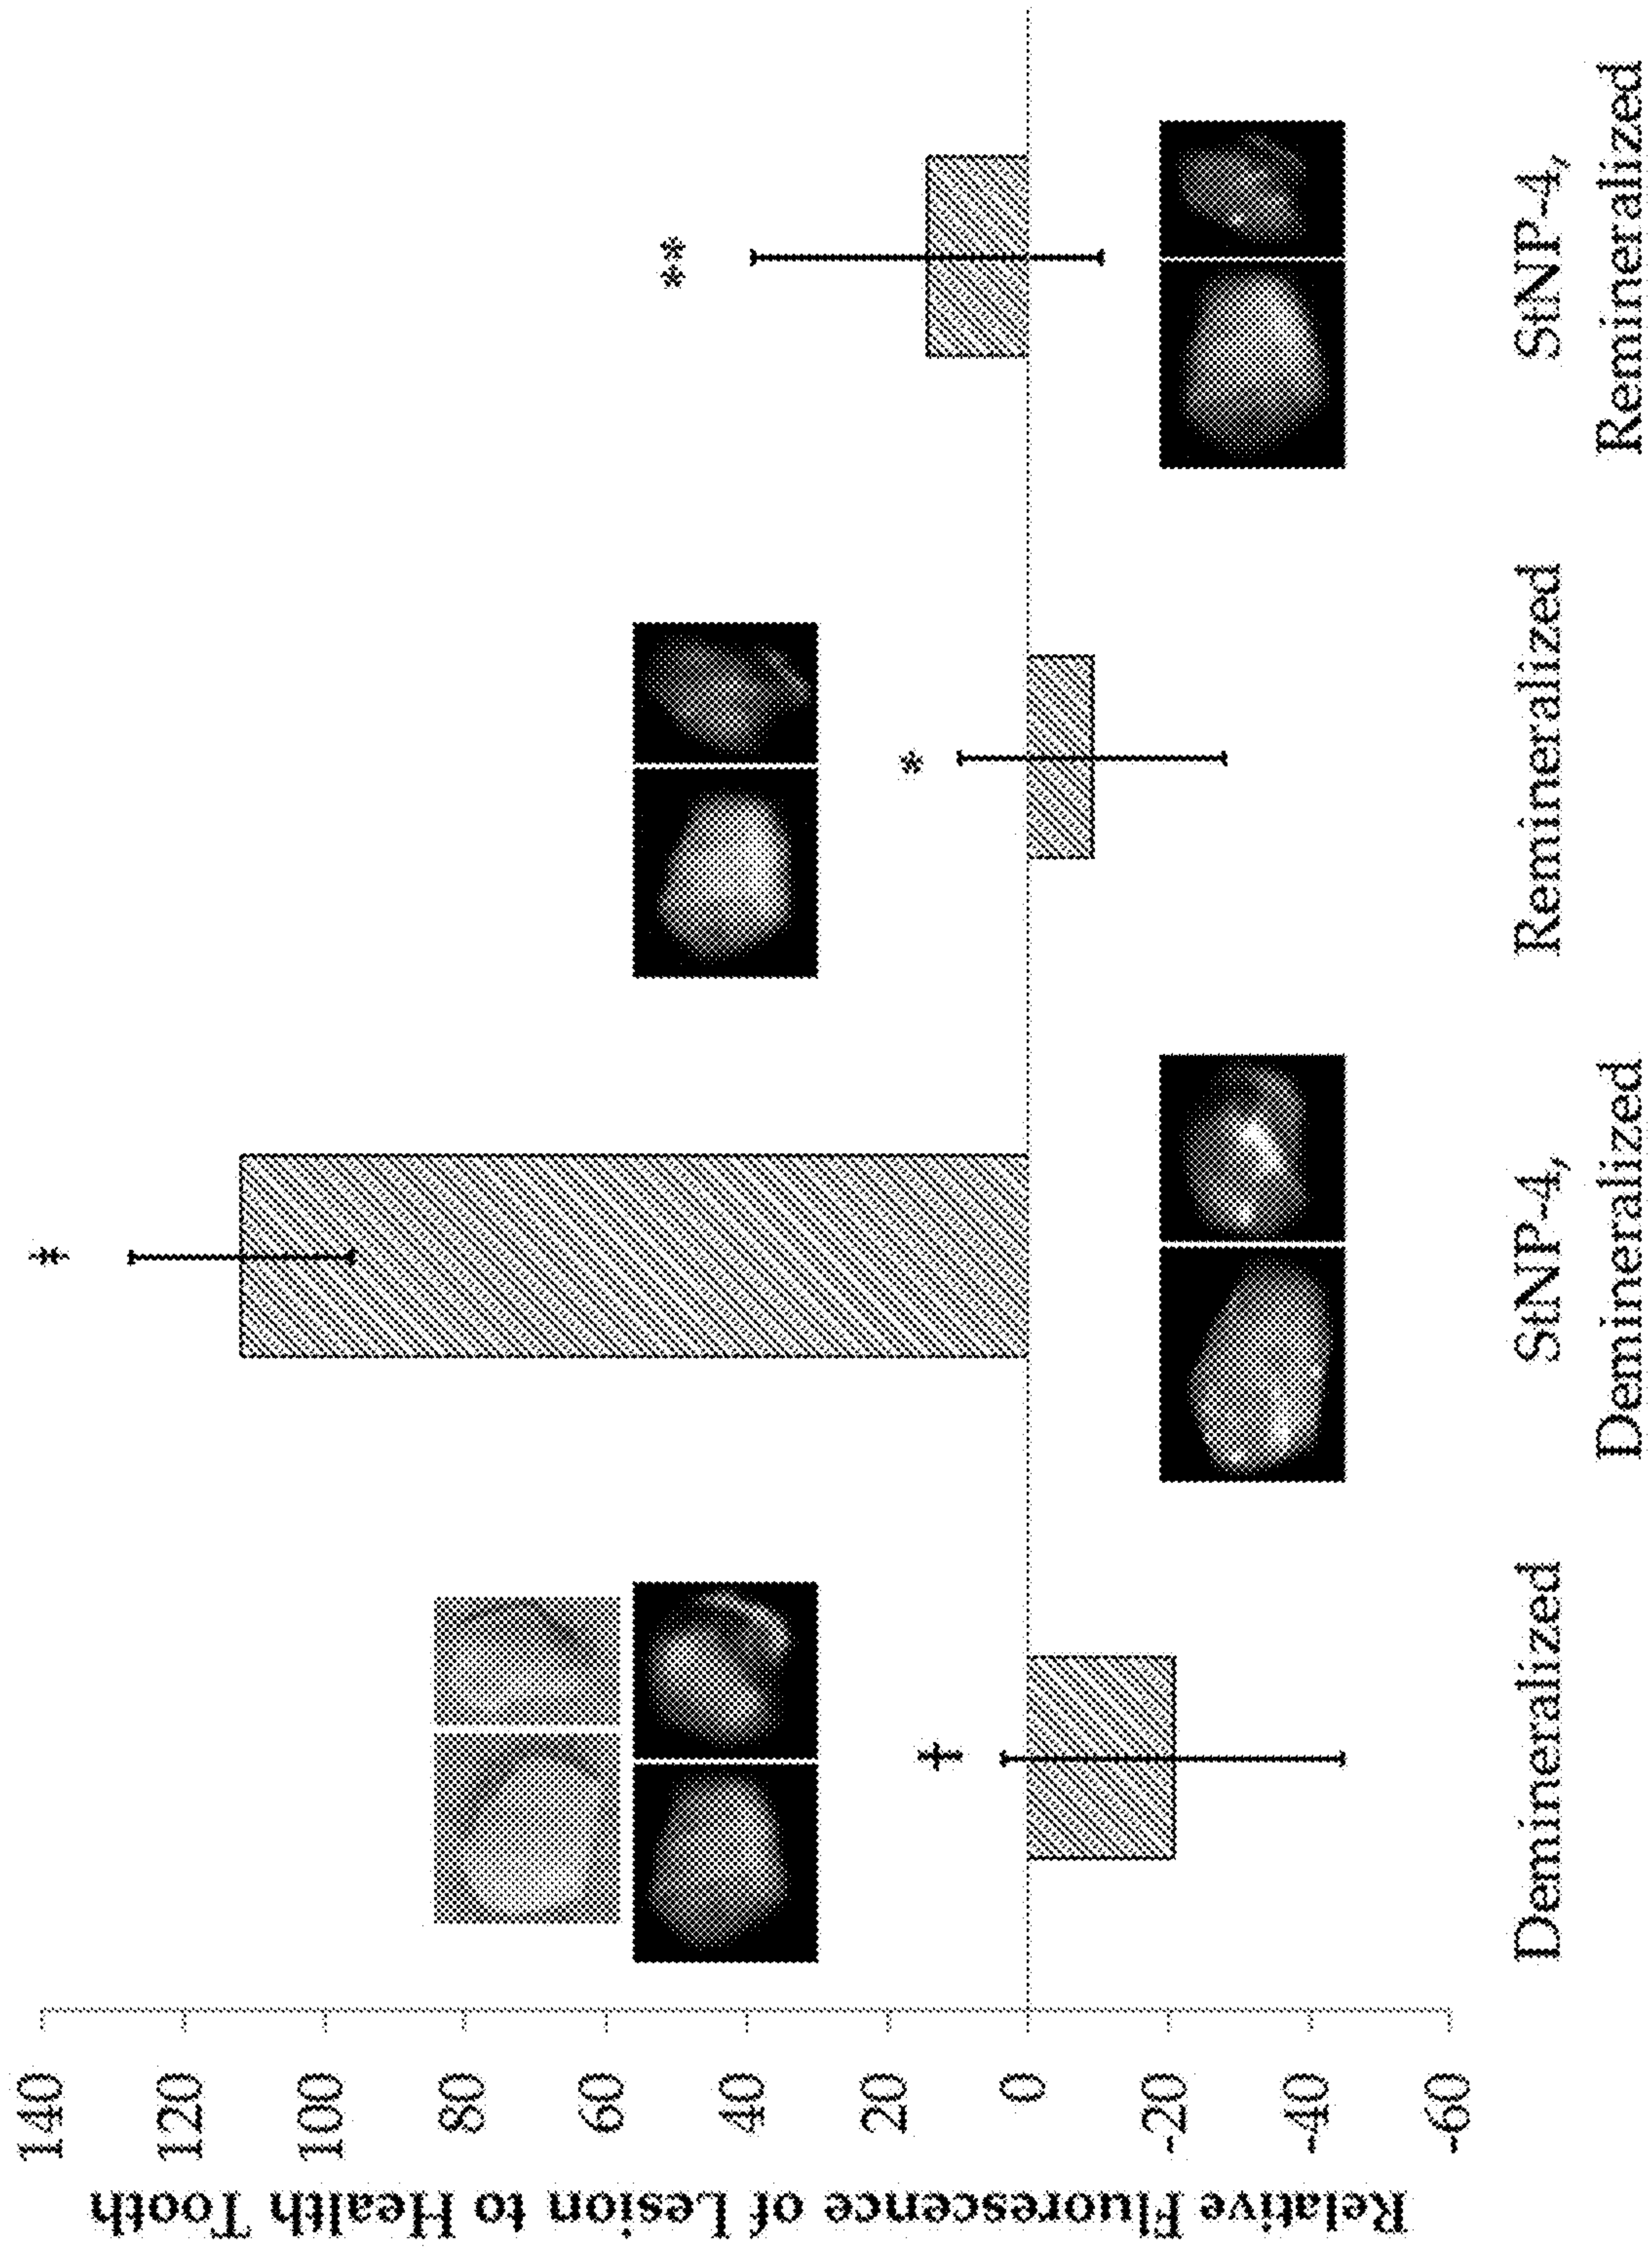 Relative Fluorescence of Lesion to Health Tooth
140
120
100
80
60
40
20
0
-20
-40
-60
†
‡
*
**
Demineralized
StNP-4,
Demineralized
Remineralized
StNP-4,
Remineralized